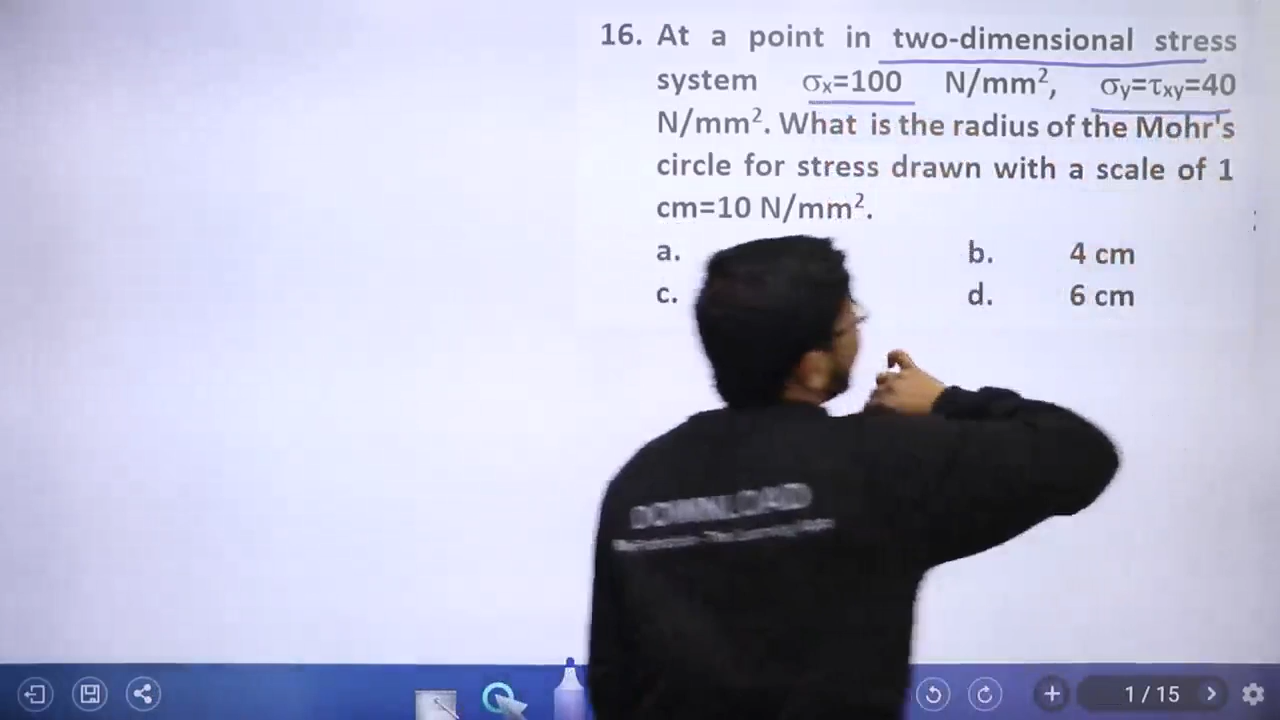 16. At a point in two-dimensional stress
system σx=100 N/mm², σy=τxy=40
N/mm². What is the radius of the Mohr's
circle for stress drawn with a scale of 1
cm=10 N/mm².
a. b. 4 cm
c. d. 6 cm
DOWNLOAD
1 / 15